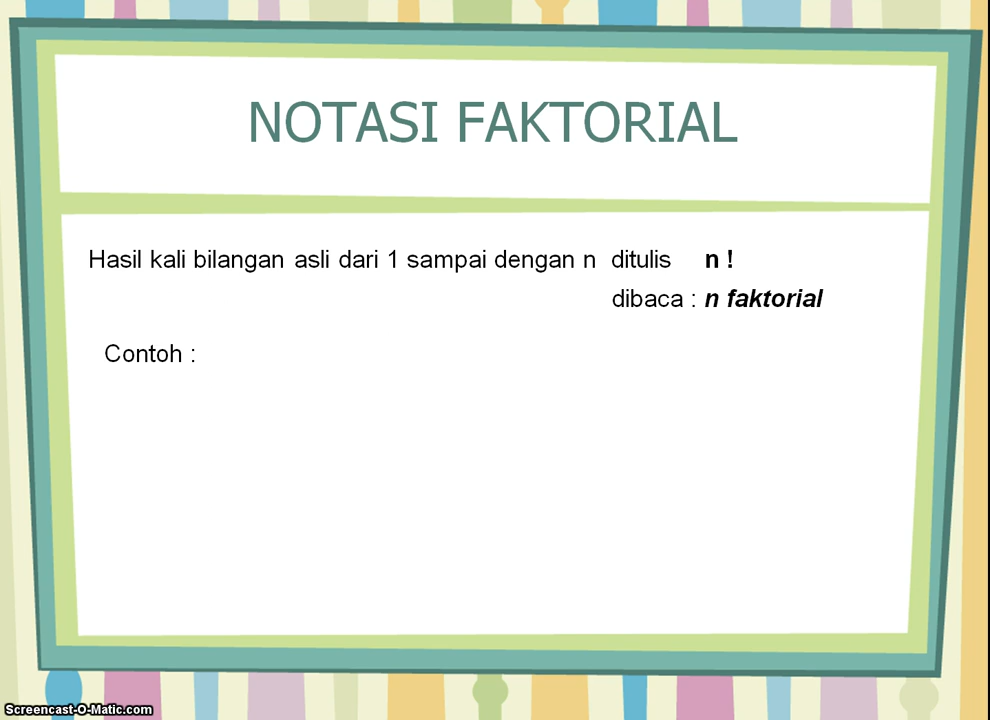 NOTASI FAKTORIAL
Hasil kali bilangan asli dari 1 sampai dengan n ditulis n !
dibaca : n faktorial
Contoh :
Screencast-O-Matic.com